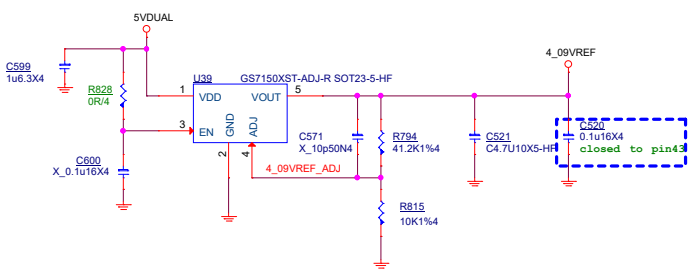 5VDUAL
4_09VREF
C599
1u6.3X4
R828
0R/4
U39
GS7150XST-ADJ-R SOT23-5-HF
1
VDD
VOUT
5
3
EN
GND
ADJ
2
4
C600
X_0.1u16X4
C571
X_10p50N4
R794
41.2K1%4
4_09VREF_ADJ
R815
10K1%4
C521
C4.7U10X5-HF
C520
0.1u16X4
closed to pin43